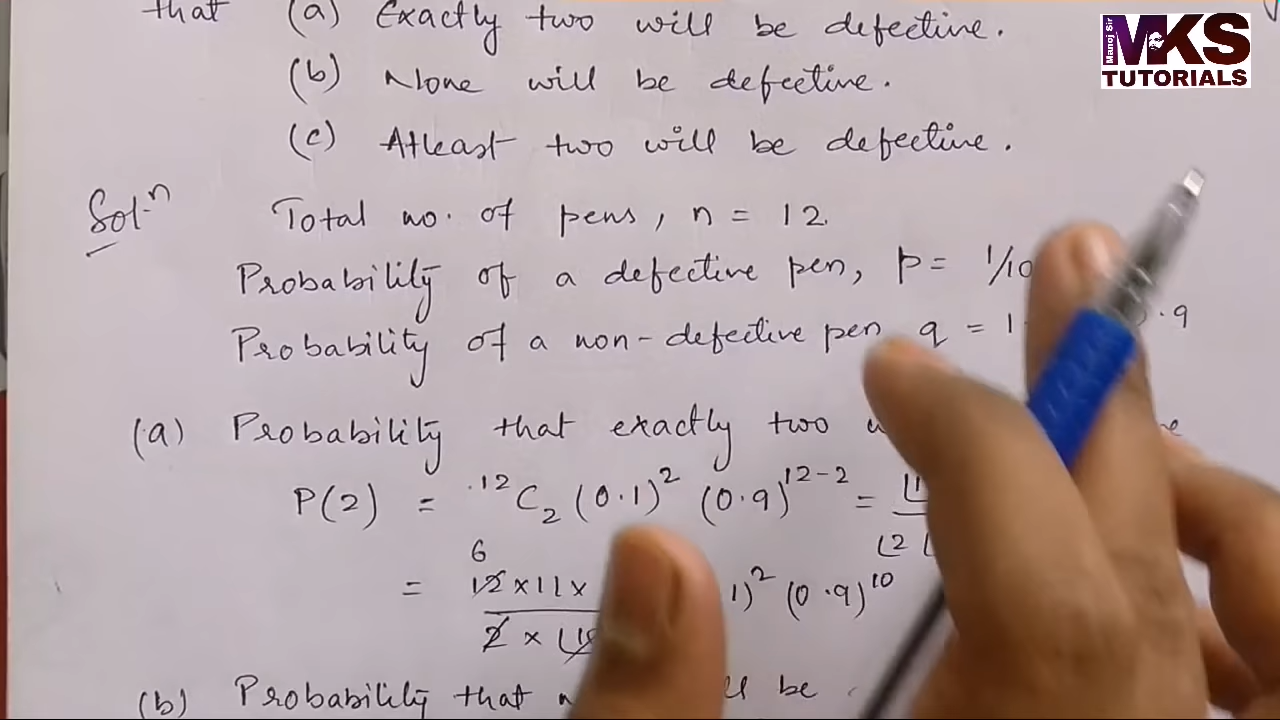 that (a) Exactly two will be defective.
Manoj Sir MKS
TUTORIALS
(b) None will be defective.
(c) Atleast two will be defective.
Sol.ⁿ Total no. of pens, n = 12.
Probability of a defective pen, p = 1/10
Probability of a non-defective pen q = 1 .9
(a) Probability that exactly two
P(2) = ¹²C₂ (0.1)² (0.9)¹²⁻² =
6
= 12 × 11 × 1)² (0.9)¹⁰
2 ×
(b) Probability that be